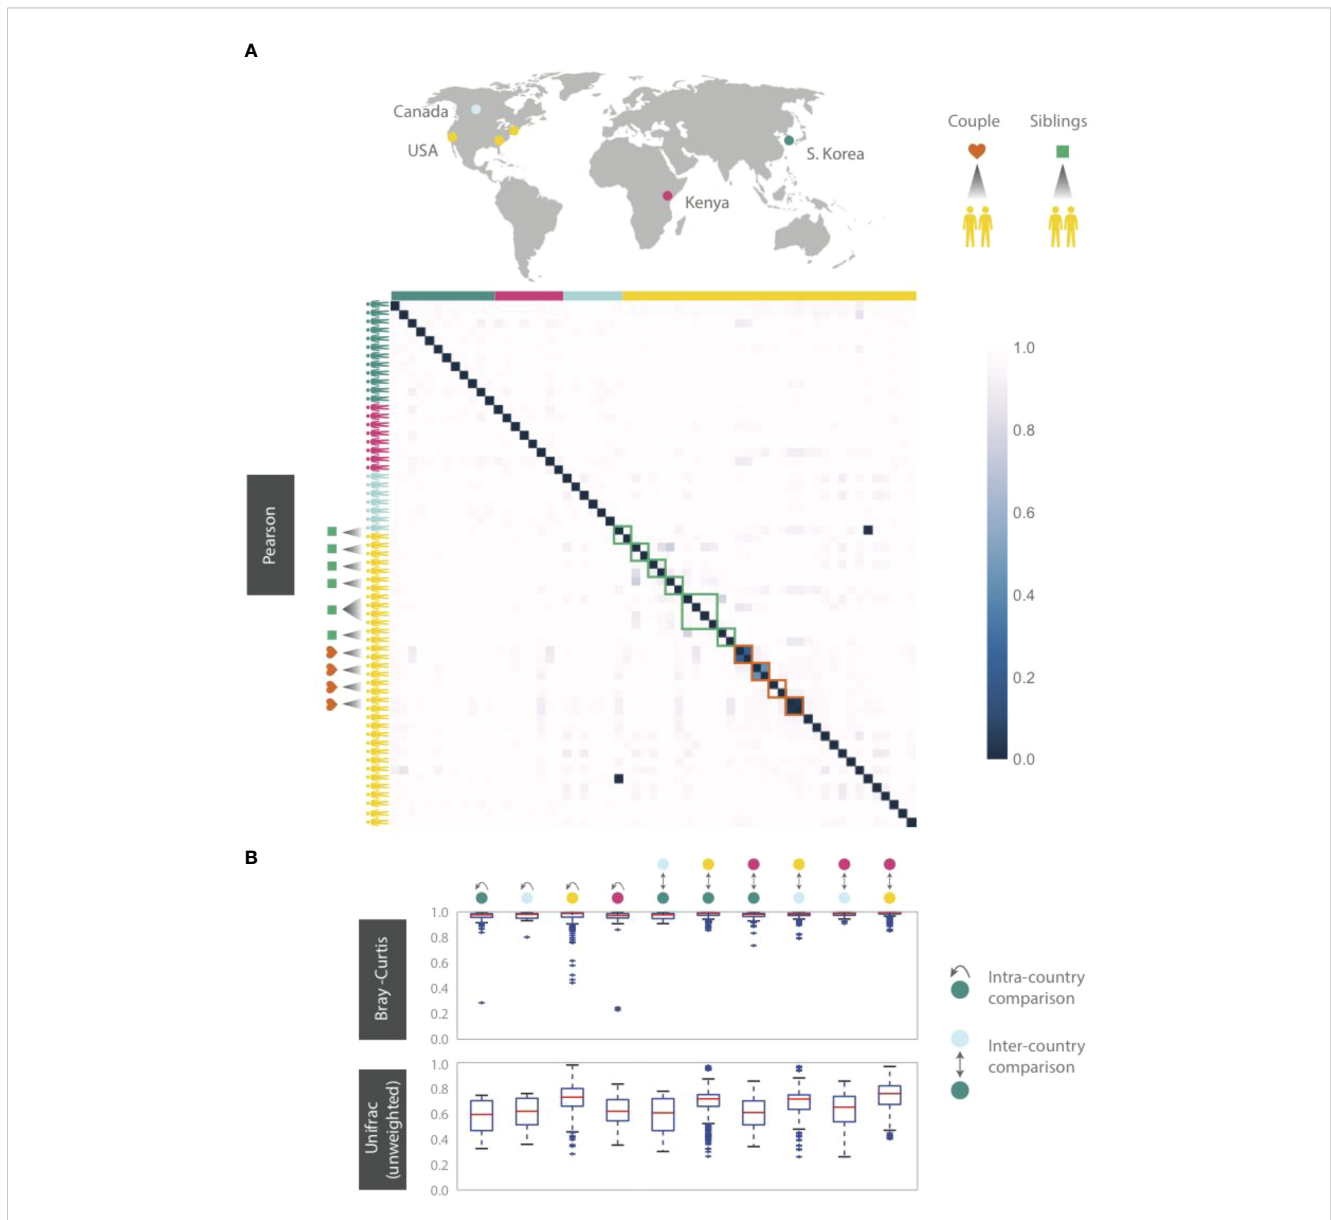 A
Canada
USA
S. Korea
Kenya
Couple
Siblings
Pearson
1.0
0.8
0.6
0.4
0.2
0.0
B
Bray -Curtis
1.0
0.8
0.6
0.4
0.2
0.0
Intra-country
comparison
Inter-country
comparison
Unifrac
(unweighted)
1.0
0.8
0.6
0.4
0.2
0.0